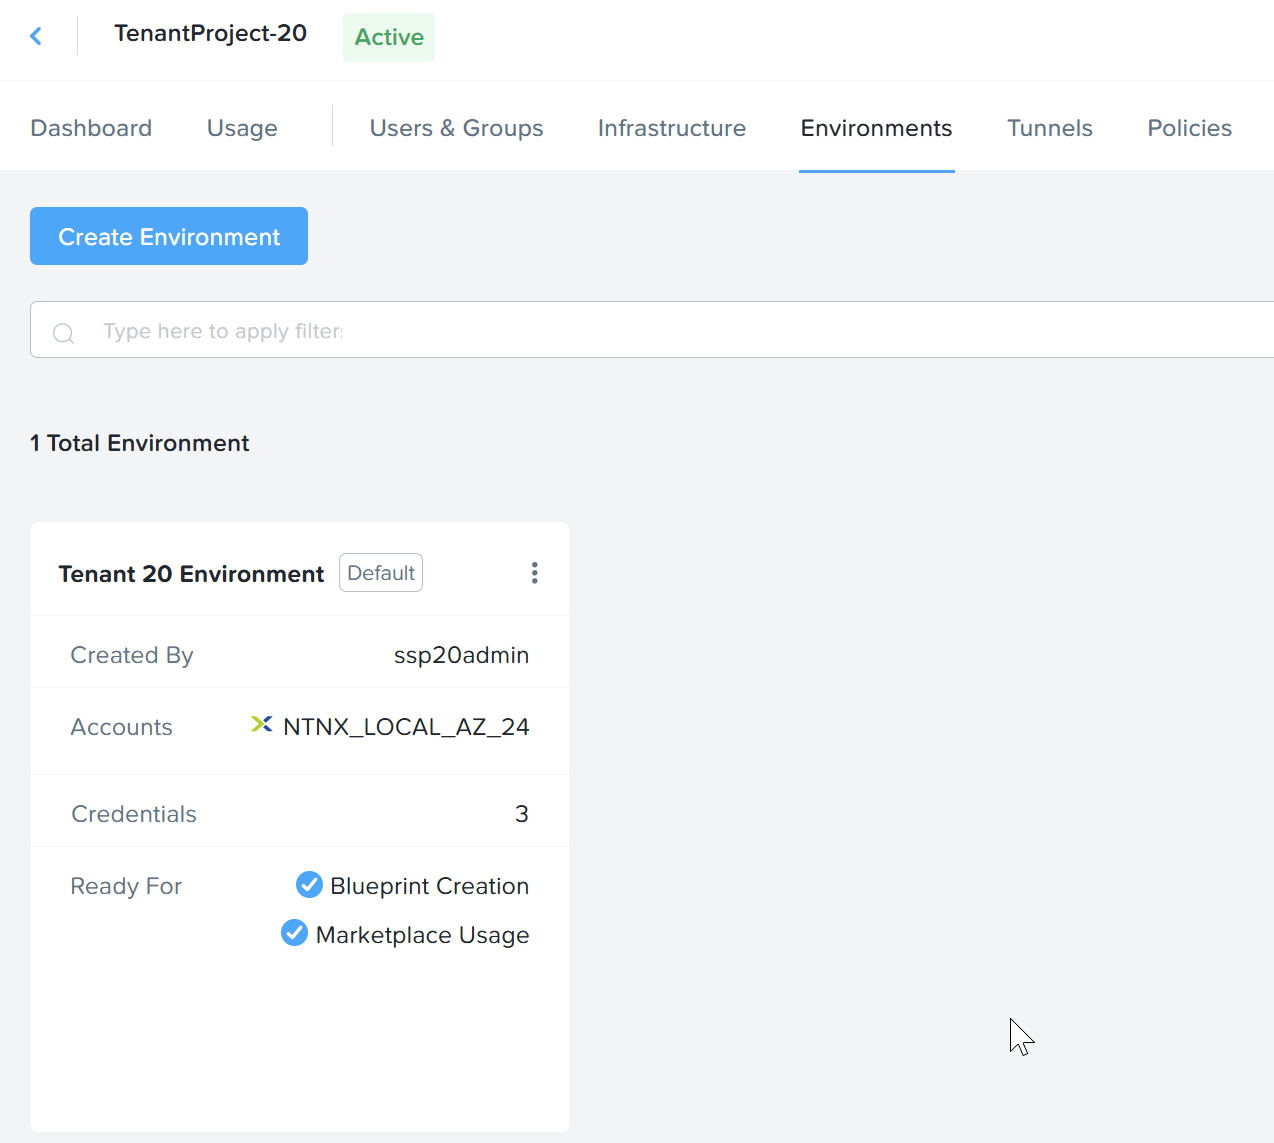 TenantProject-20 Active
Dashboard Usage Users & Groups Infrastructure Environments Tunnels Policies
Create Environment
Type here to apply filters
1 Total Environment
Tenant 20 Environment Default
Created By ssp20admin
Accounts NTNX_LOCAL_AZ_24
Credentials 3
Ready For Blueprint Creation
Marketplace Usage